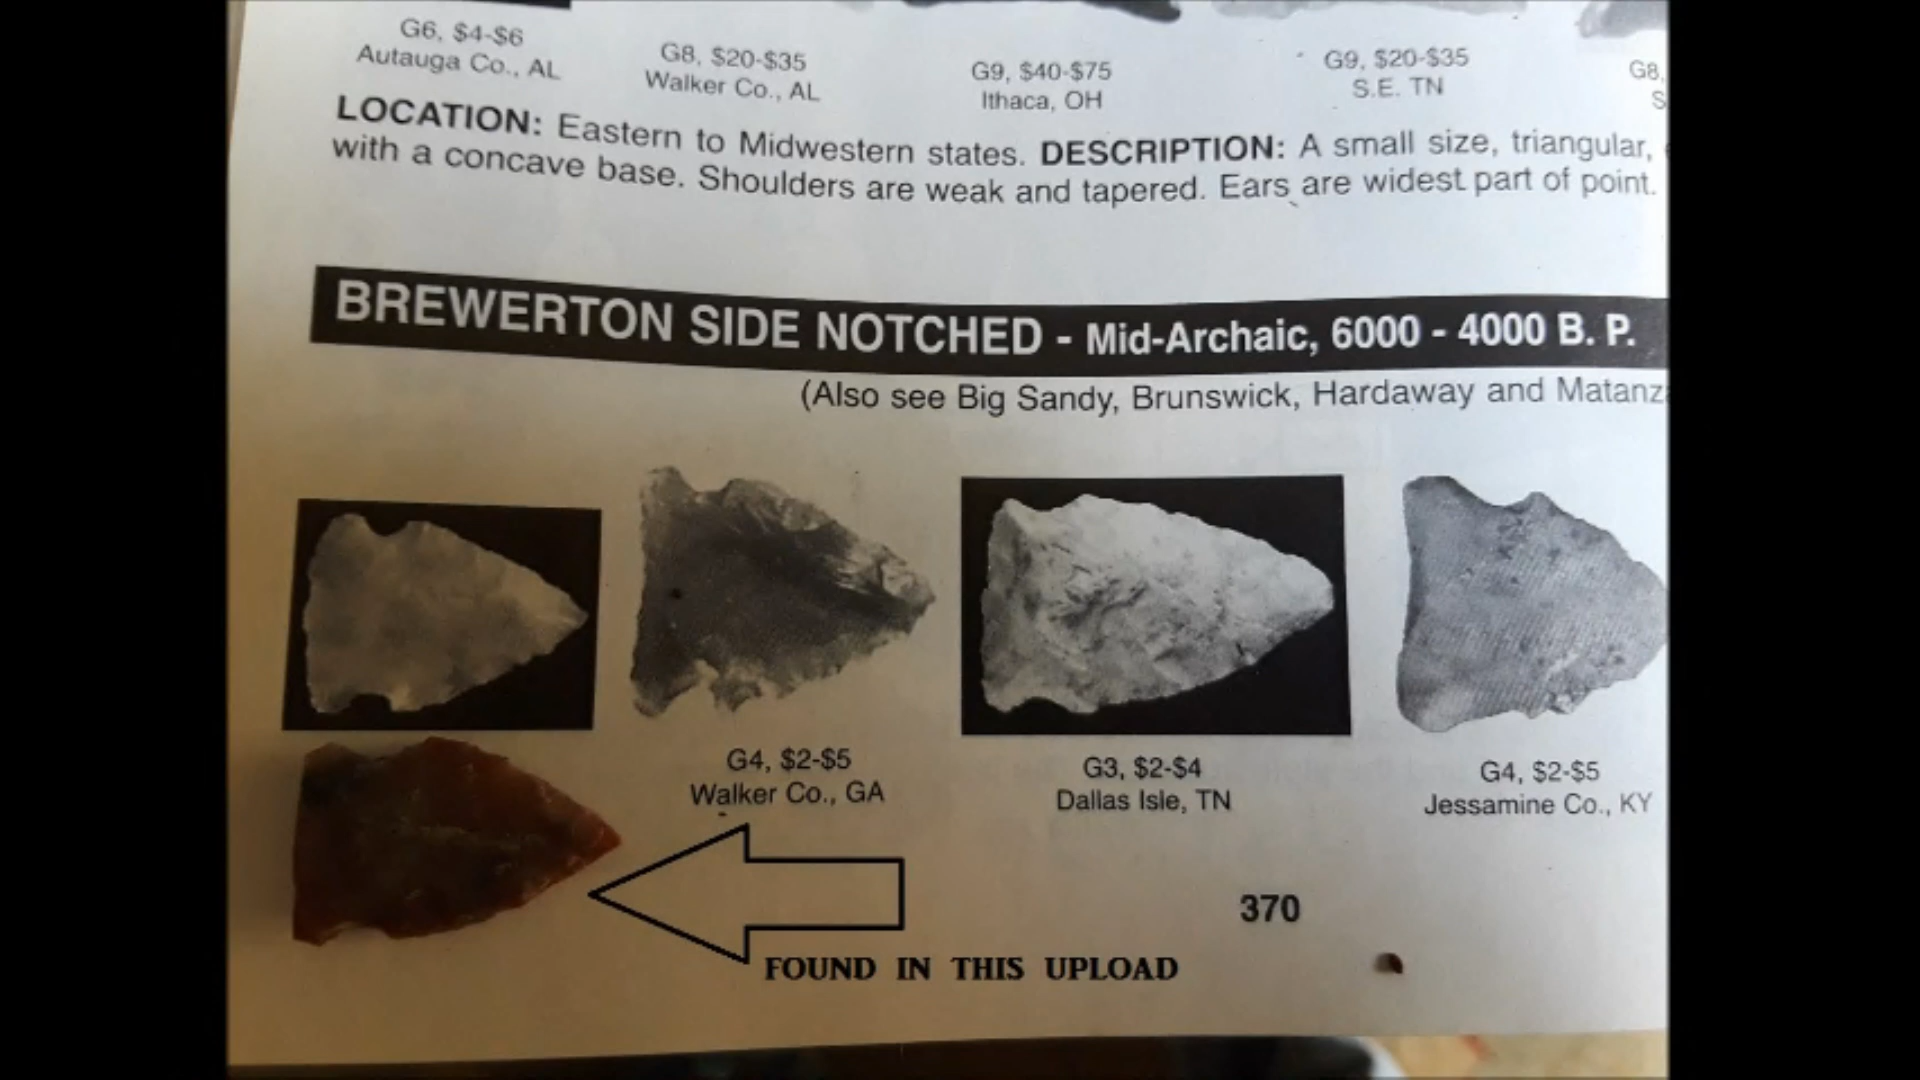 G6, $4-$6
Autauga Co., AL
G8, $20-$35
Walker Co., AL
G9, $40-$75
Ithaca, OH
G9, $20-$35
S.E. TN
G8,
S
LOCATION: Eastern to Midwestern states. DESCRIPTION: A small size, triangular,
with a concave base. Shoulders are weak and tapered. Ears are widest part of point.
BREWERTON SIDE NOTCHED - Mid-Archaic, 6000 - 4000 B. P.
(Also see Big Sandy, Brunswick, Hardaway and Matanz
G4, $2-$5
Walker Co., GA
G3, $2-$4
Dallas Isle, TN
G4, $2-$5
Jessamine Co., KY
370
FOUND IN THIS UPLOAD